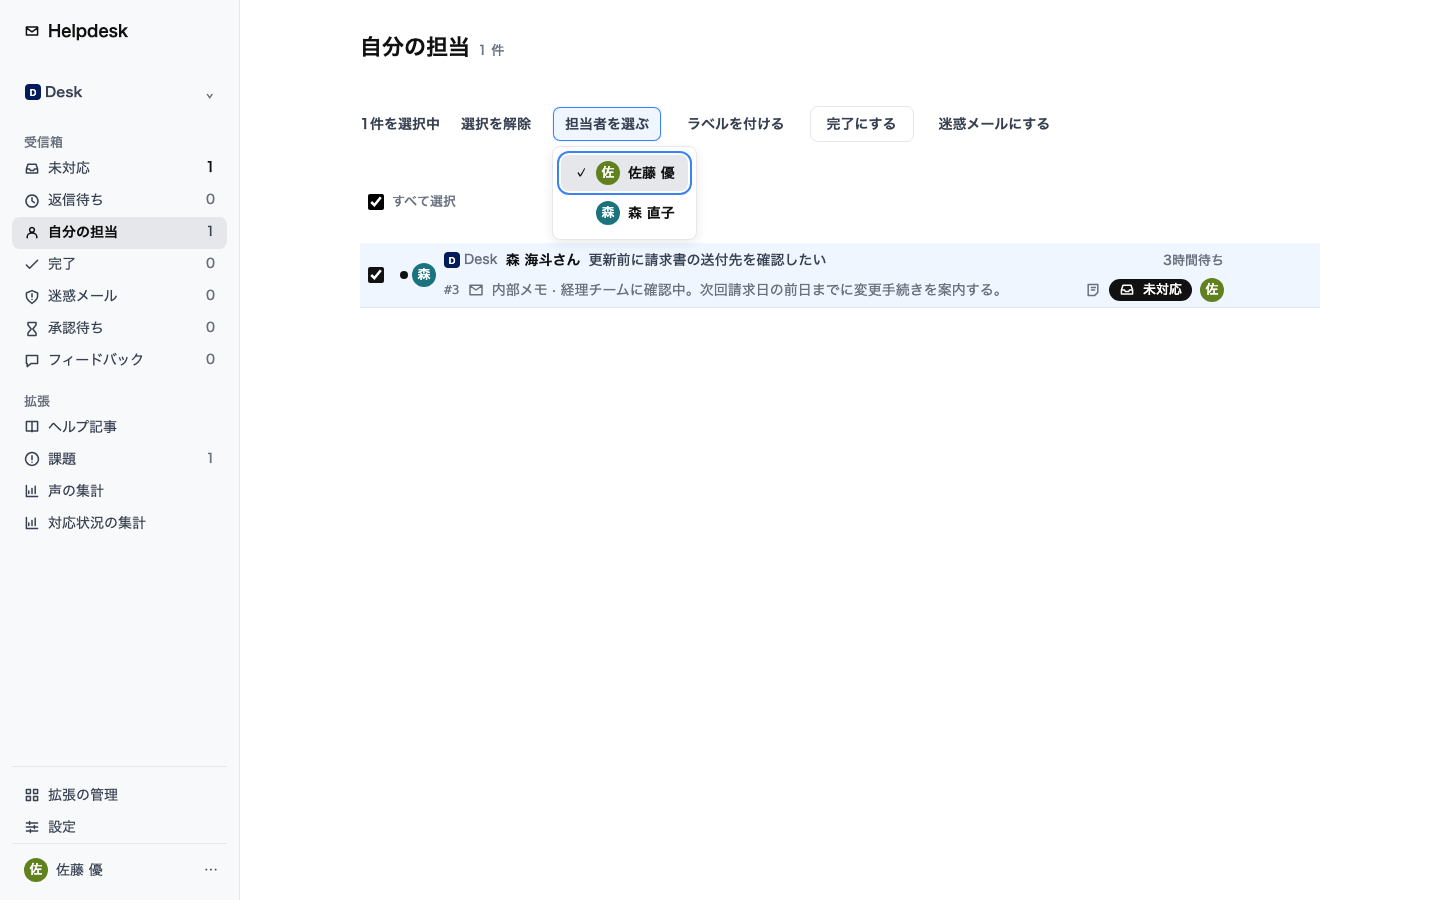 Helpdesk
D Desk
受信箱
未対応 1
返信待ち 0
自分の担当 1
完了 0
迷惑メール 0
承認待ち 0
フィードバック 0
拡張
ヘルプ記事
課題 1
声の集計
対応状況の集計
拡張の管理
設定
佐 佐藤 優 …
自分の担当 1 件
1件を選択中 選択を解除 担当者を選ぶ ラベルを付ける 完了にする 迷惑メールにする
✓ 佐 佐藤 優
森 森 直子
すべて選択
森 D Desk 森 海斗さん 更新前に請求書の送付先を確認したい 3時間待ち
#3 内部メモ · 経理チームに確認中。次回請求日の前日までに変更手続きを案内する。 未対応 佐